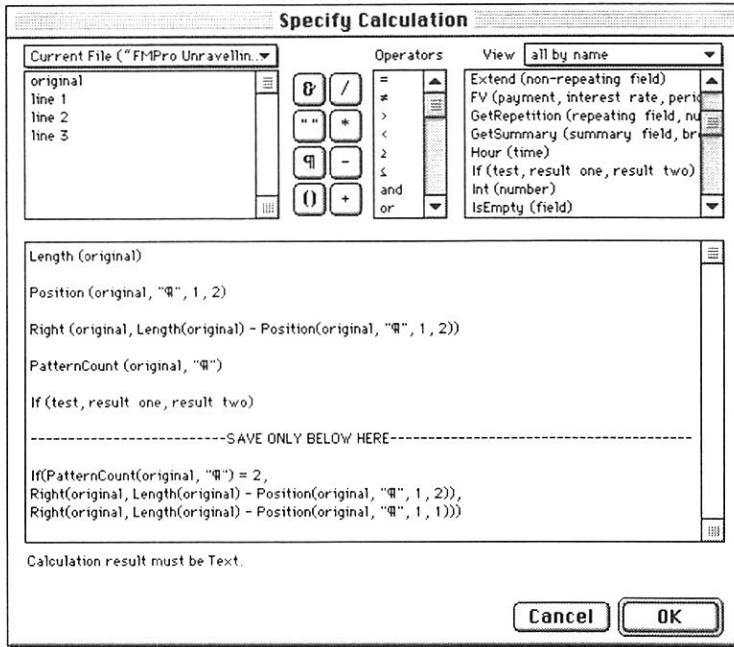 Specify Calculation
Current File ("FMPro Unravellin...
original
line 1
line 2
line 3
& /
" " *
¶ -
() +
Operators
=
≠
>
<
≥
≤
and
or
View all by name
Extend (non-repeating field)
FV (payment, interest rate, peri
GetRepetition (repeating field, nu
GetSummary (summary field, br
Hour (time)
If (test, result one, result two)
Int (number)
IsEmpty (field)
Length (original)
Position (original, "¶", 1, 2)
Right (original, Length(original) - Position(original, "¶", 1, 2))
PatternCount (original, "¶")
If (test, result one, result two)
--------------------------SAVE ONLY BELOW HERE----------------------------------------
If(PatternCount(original, "¶") = 2,
Right(original, Length(original) - Position(original, "¶", 1, 2)),
Right(original, Length(original) - Position(original, "¶", 1, 1)))
Calculation result must be Text.
Cancel OK